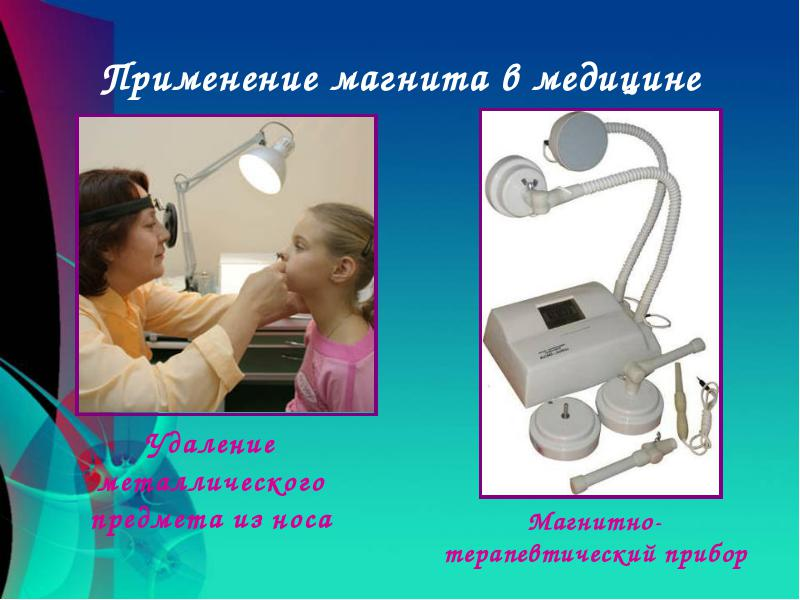 Применение магнита в медицине
Удаление
металлического
предмета из носа
Магнитно-
терапевтический прибор